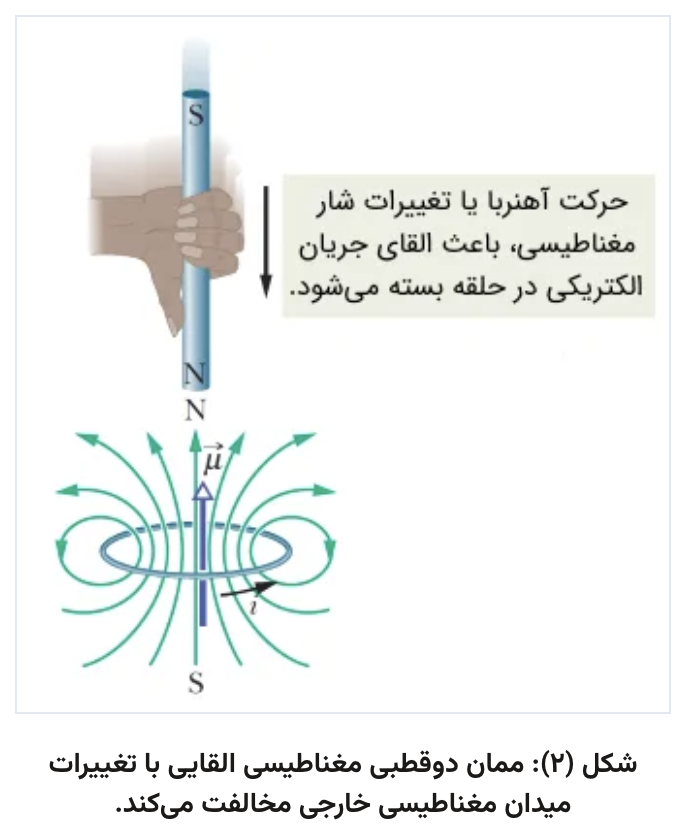 S
حرکت آهنربا یا تغییرات شار
مغناطیسی، باعث القای جریان
الکتریکی در حلقه بسته می‌شود.
N
N
μ⃗
i
S
شکل (۲): ممان دوقطبی مغناطیسی القایی با تغییرات
میدان مغناطیسی خارجی مخالفت می‌کند.